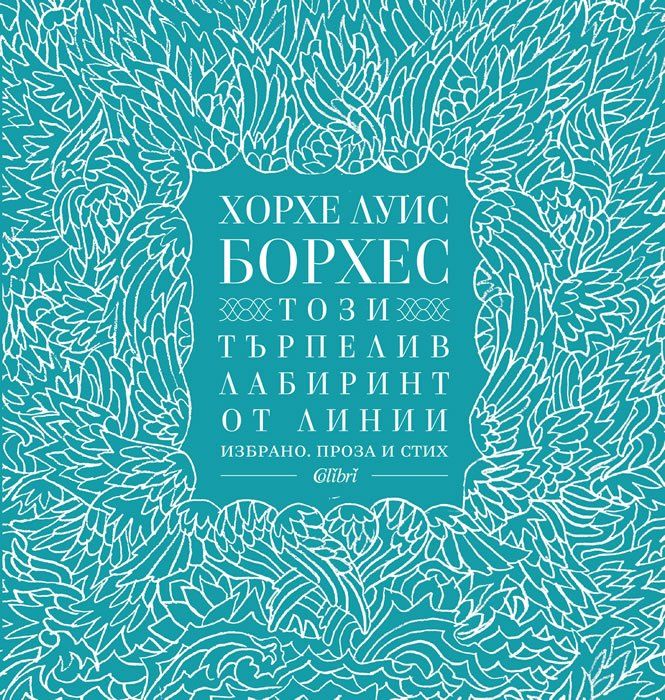 ХОРХЕ ЛУИС
БОРХЕС
ТОЗИ
ТЪРПЕЛИВ
ЛАБИРИНТ
ОТ ЛИНИИ
ИЗБРАНО. ПРОЗА И СТИХ
Colibri